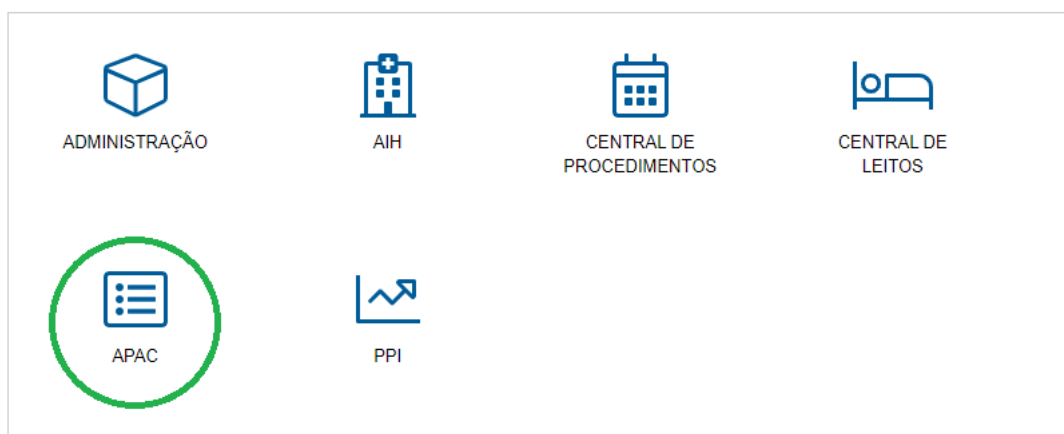 ADMINISTRAÇÃO
AIH
CENTRAL DE
PROCEDIMENTOS
CENTRAL DE
LEITOS
APAC
PPI